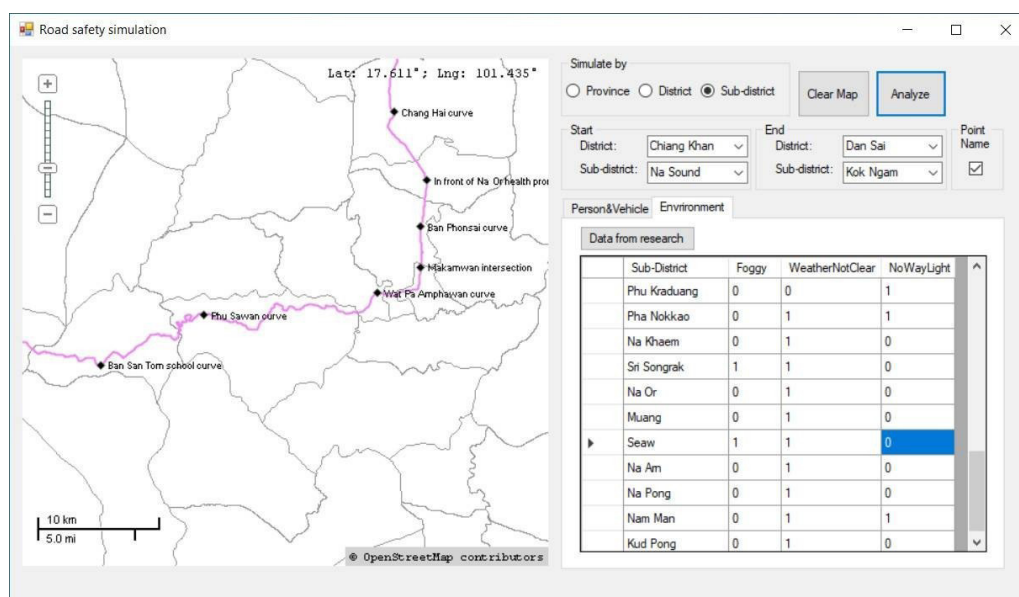 Road safety simulation
Lat: 17.611°; Lng: 101.435°
Chang Hai curve
In front of Na Or health pror
Ban Phonsai curve
Makamwan intersection
Wat Pa Amphawan curve
Phu Sawan curve
Ban San Tom school curve
10 km
5.0 mi
© OpenStreetMap contributors
Simulate by
Province District Sub-district
Clear Map
Analyze
Start
District: Chiang Khan
Sub-district: Na Sound
End
District: Dan Sai
Sub-district: Kok Ngam
Point
Name
Person&Vehicle Envrironment
Data from research
Sub-District Foggy WeatherNotClear NoWayLight
Phu Kraduang 0 0 1
Pha Nokkao 0 1 1
Na Khaem 0 1 0
Sri Songrak 1 1 0
Na Or 0 1 0
Muang 0 1 0
Seaw 1 1 0
Na Am 0 1 0
Na Pong 0 1 0
Nam Man 0 1 1
Kud Pong 0 1 0